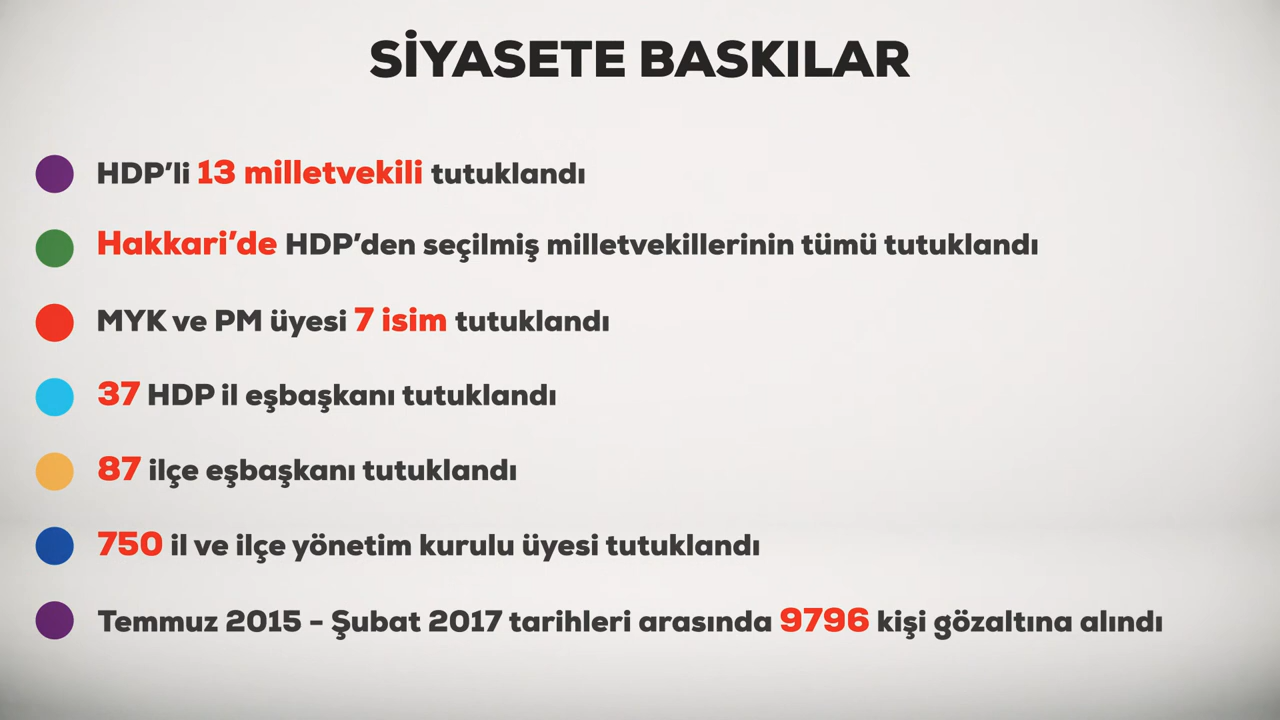 SİYASETE BASKILAR
HDP'li 13 milletvekili tutuklandı
Hakkari'de HDP'den seçilmiş milletvekillerinin tümü tutuklandı
MYK ve PM üyesi 7 isim tutuklandı
37 HDP il eşbaşkanı tutuklandı
87 ilçe eşbaşkanı tutuklandı
750 il ve ilçe yönetim kurulu üyesi tutuklandı
Temmuz 2015 - Şubat 2017 tarihleri arasında 9796 kişi gözaltına alındı